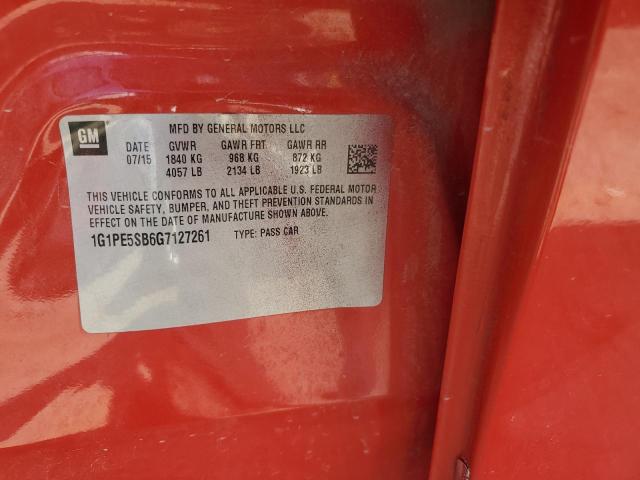 GM
MFD BY GENERAL MOTORS LLC
DATE GVWR GAWR FRT GAWR RR
07/15 1840 KG 968 KG 872 KG
4057 LB 2134 LB 1923 LB
THIS VEHICLE CONFORMS TO ALL APPLICABLE U.S. FEDERAL MOTOR
VEHICLE SAFETY, BUMPER, AND THEFT PREVENTION STANDARDS IN
EFFECT ON THE DATE OF MANUFACTURE SHOWN ABOVE.
1G1PE5SB6G7127261 TYPE: PASS CAR